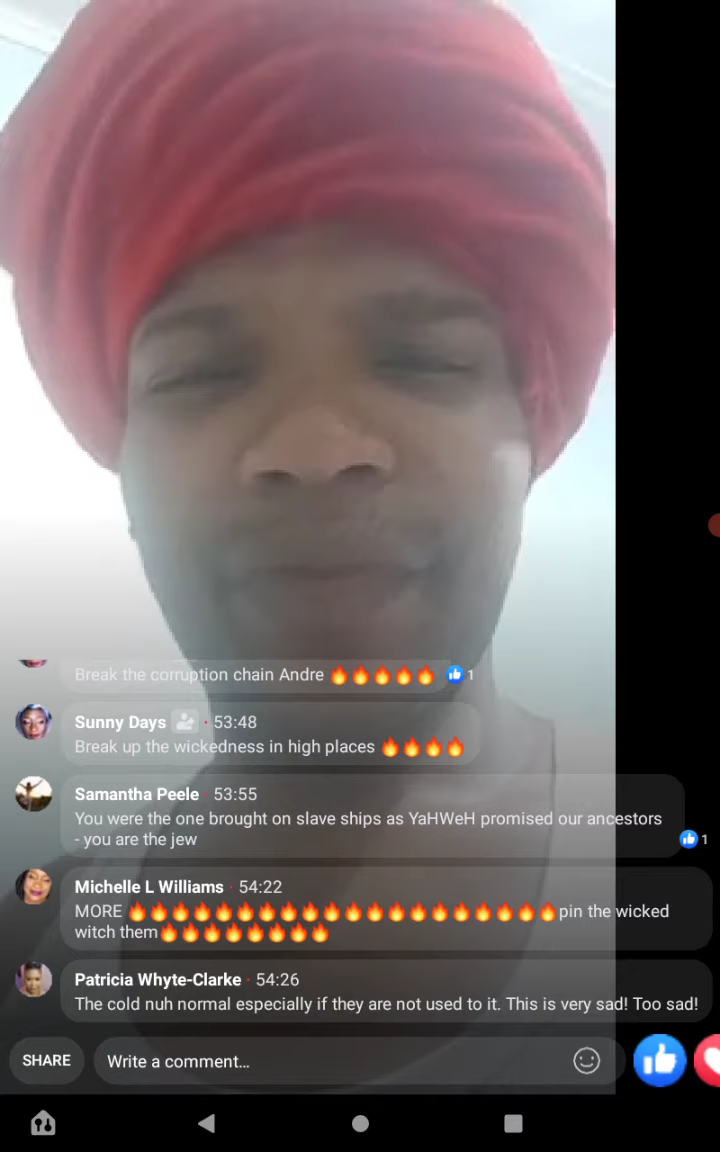 Break the corruption chain Andre 🔥🔥🔥🔥🔥 1
Sunny Days · 53:48
Break up the wickedness in high places 🔥🔥🔥🔥
Samantha Peele · 53:55
You were the one brought on slave ships as YaHWeH promised our ancestors
- you are the jew
1
Michelle L Williams · 54:22
MORE 🔥🔥🔥🔥🔥🔥🔥🔥🔥🔥🔥🔥🔥🔥🔥🔥🔥🔥🔥🔥pin the wicked
witch them🔥🔥🔥🔥🔥🔥🔥🔥
Patricia Whyte-Clarke · 54:26
The cold nuh normal especially if they are not used to it. This is very sad! Too sad!
SHARE
Write a comment...